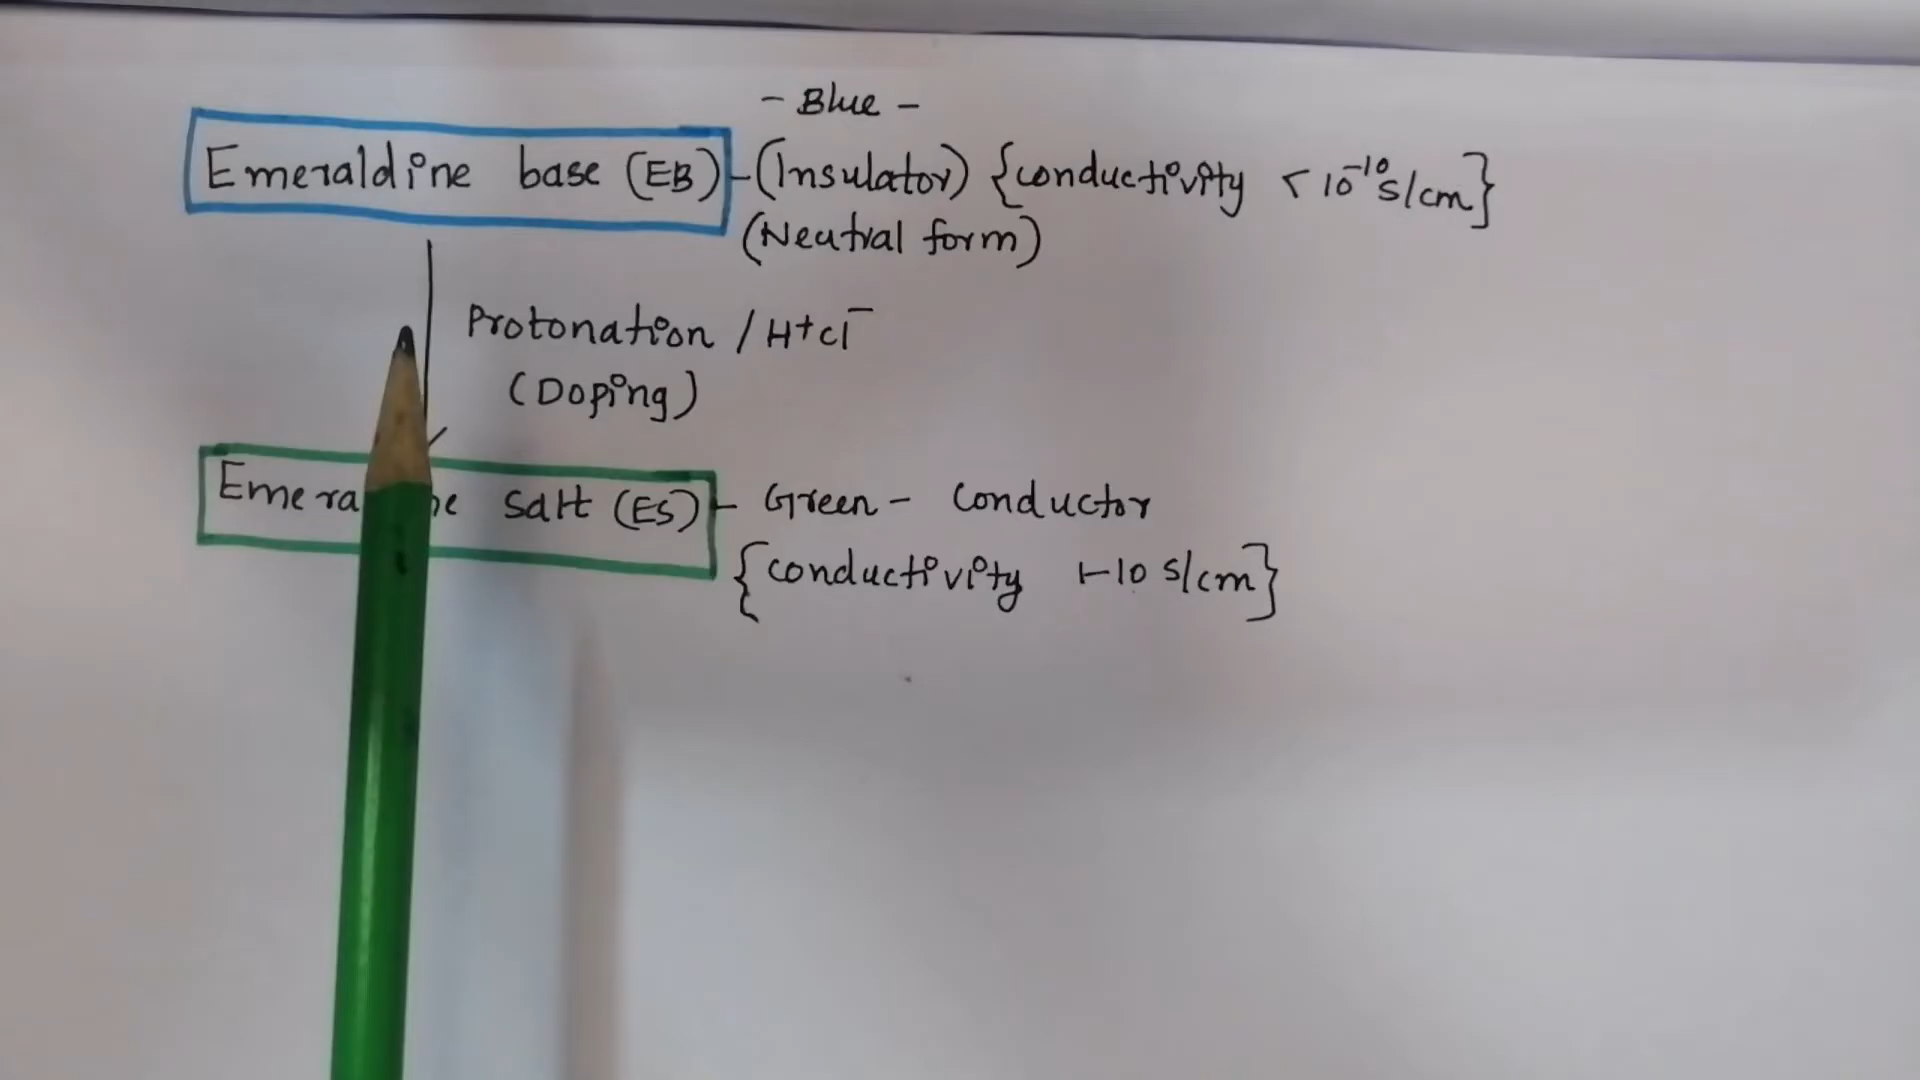 - Blue -
Emeraldine base (EB) - (Insulator) {conductivity < 10⁻¹⁰ S/cm}
(Neutral form)
Protonation / H⁺Cl⁻
(Doping)
Salt (ES) - Green - Conductor
{conductivity 1-10 S/cm}